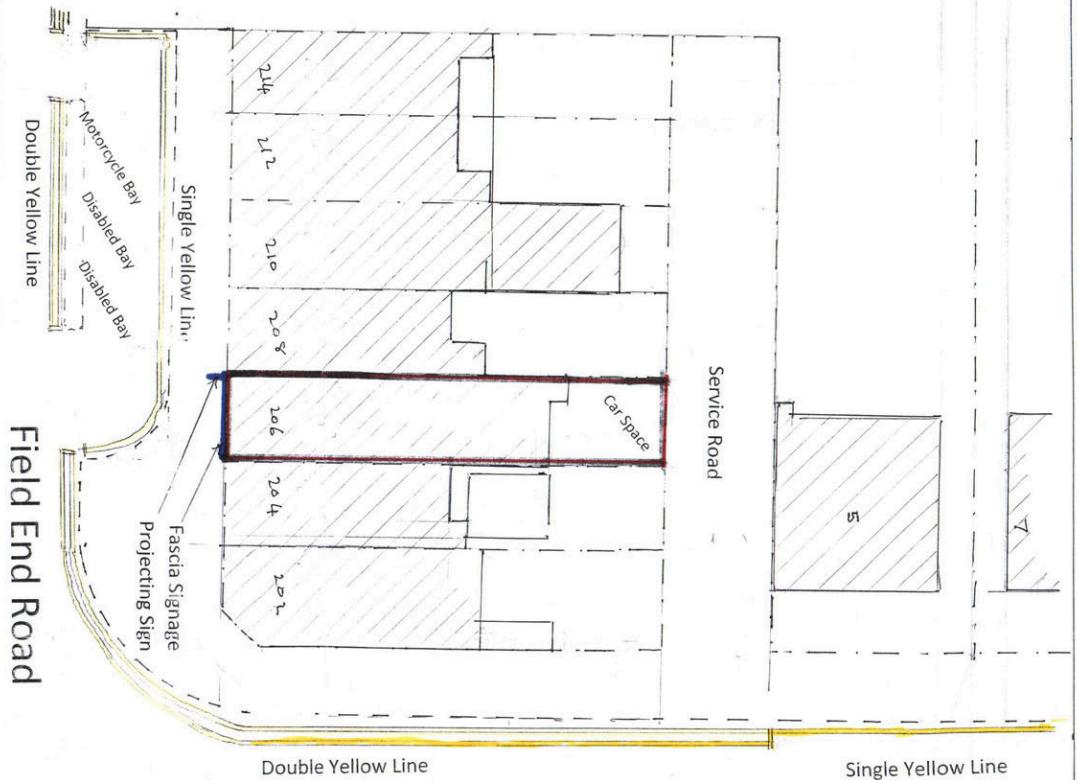 214
212
210
208
206
204
202
Car Space
Service Road
5
7
Motorcycle Bay
Disabled Bay
Disabled Bay
Double Yellow Line
Single Yellow Line
Fascia Signage
Projecting Sign
Field End Road
Double Yellow Line
Single Yellow Line